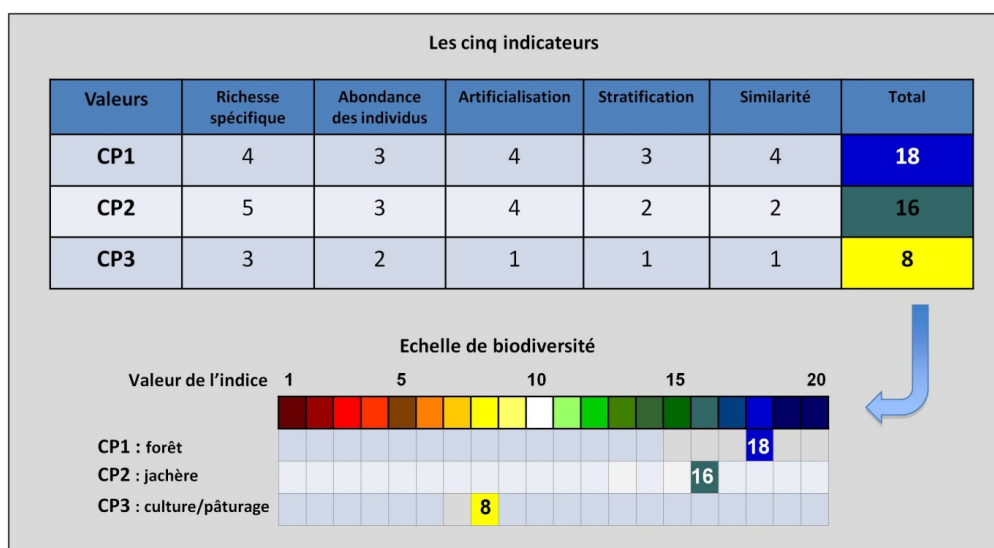 Les cinq indicateurs
Valeurs Richesse spécifique Abondance des individus Artificialisation Stratification Similarité Total
CP1 4 3 4 3 4 18
CP2 5 3 4 2 2 16
CP3 3 2 1 1 1 8
Echelle de biodiversité
Valeur de l’indice 1 5 10 15 20
CP1 : forêt 18
CP2 : jachère 16
CP3 : culture/pâturage 8